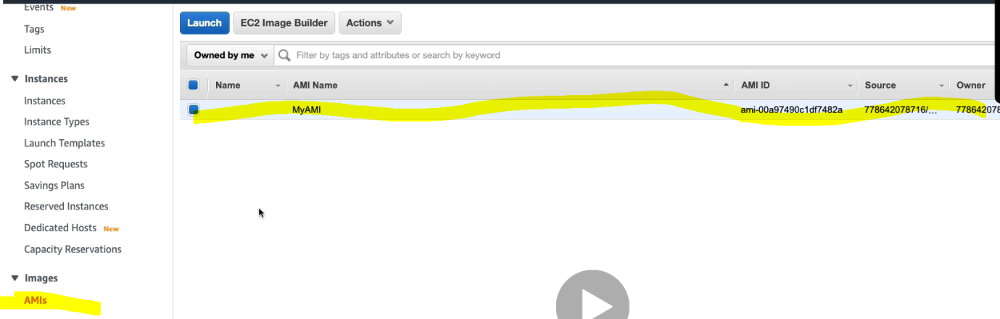 Events New
Tags
Limits
Instances
Instances
Instance Types
Launch Templates
Spot Requests
Savings Plans
Reserved Instances
Dedicated Hosts New
Capacity Reservations
Images
AMIs
Launch EC2 Image Builder Actions
Owned by me Filter by tags and attributes or search by keyword
Name AMI Name AMI ID Source Owner
MyAMI ami-00a97490c1df7482a 778642078716/... 778642078